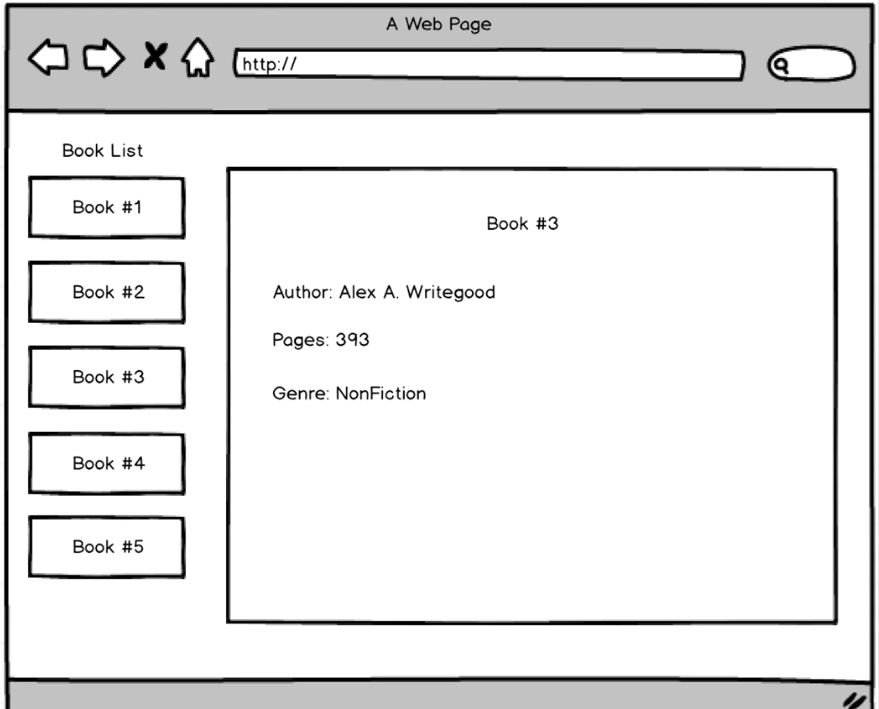 A Web Page
http://
Book List
Book #1
Book #2
Book #3
Book #4
Book #5
Book #3
Author: Alex A. Writegood
Pages: 393
Genre: NonFiction